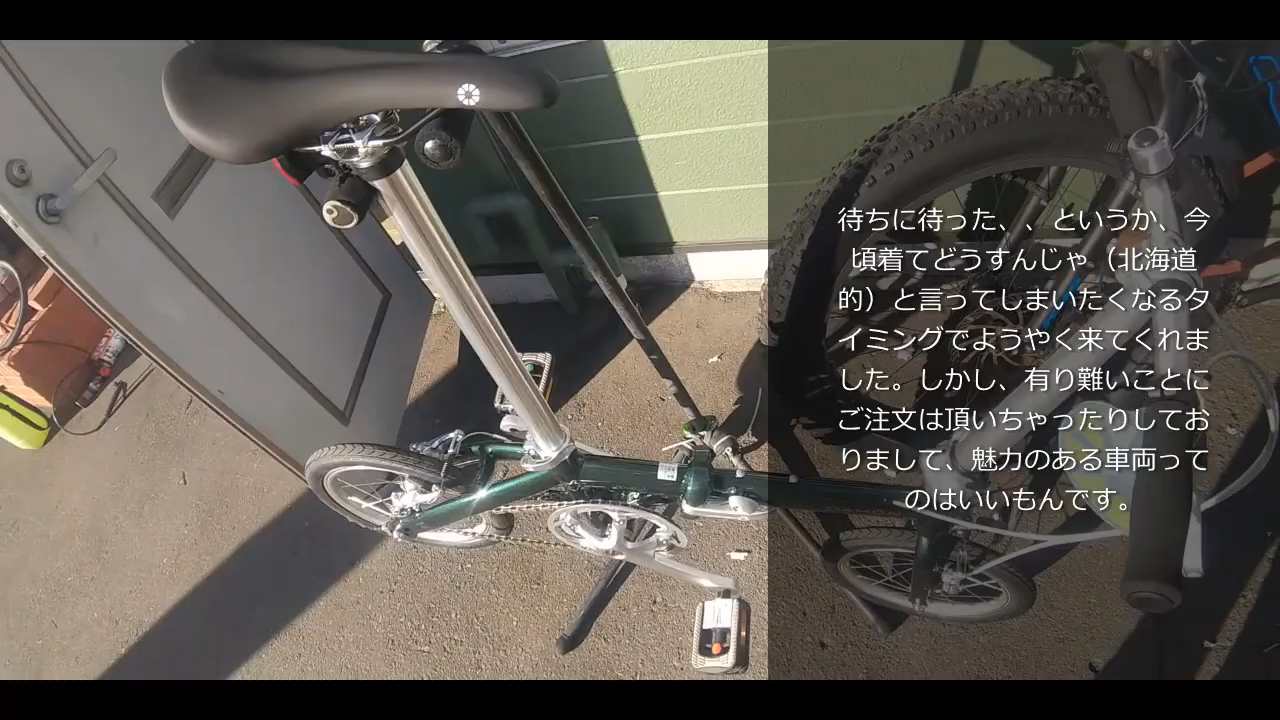 待ちに待った、、というか、今
頃着てどうすんじゃ（北海道
的）と言ってしまいたくなるタ
イミングでようやく来てくれま
した。しかし、有り難いことに
ご注文は頂いちゃったりしてお
りまして、魅力のある車両って
のはいいもんです。